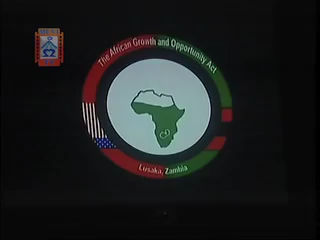 The African Growth and Opportunity Act
Lusaka, Zambia